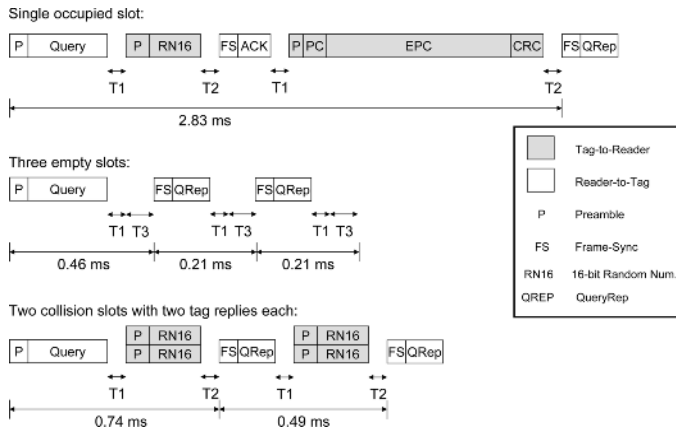 Single occupied slot:
P Query P RN16 FS ACK P PC EPC CRC FS QRep
T1 T2 T1 T2
2.83 ms
Three empty slots:
P Query FS QRep FS QRep
T1 T3 T1 T3 T1 T3
0.46 ms 0.21 ms 0.21 ms
Two collision slots with two tag replies each:
P RN16 P RN16
P Query P RN16 FS QRep P RN16 FS QRep
T1 T2 T1 T2
0.74 ms 0.49 ms
Tag-to-Reader
Reader-to-Tag
P Preamble
FS Frame-Sync
RN16 16-bit Random Num.
QREP QueryRep